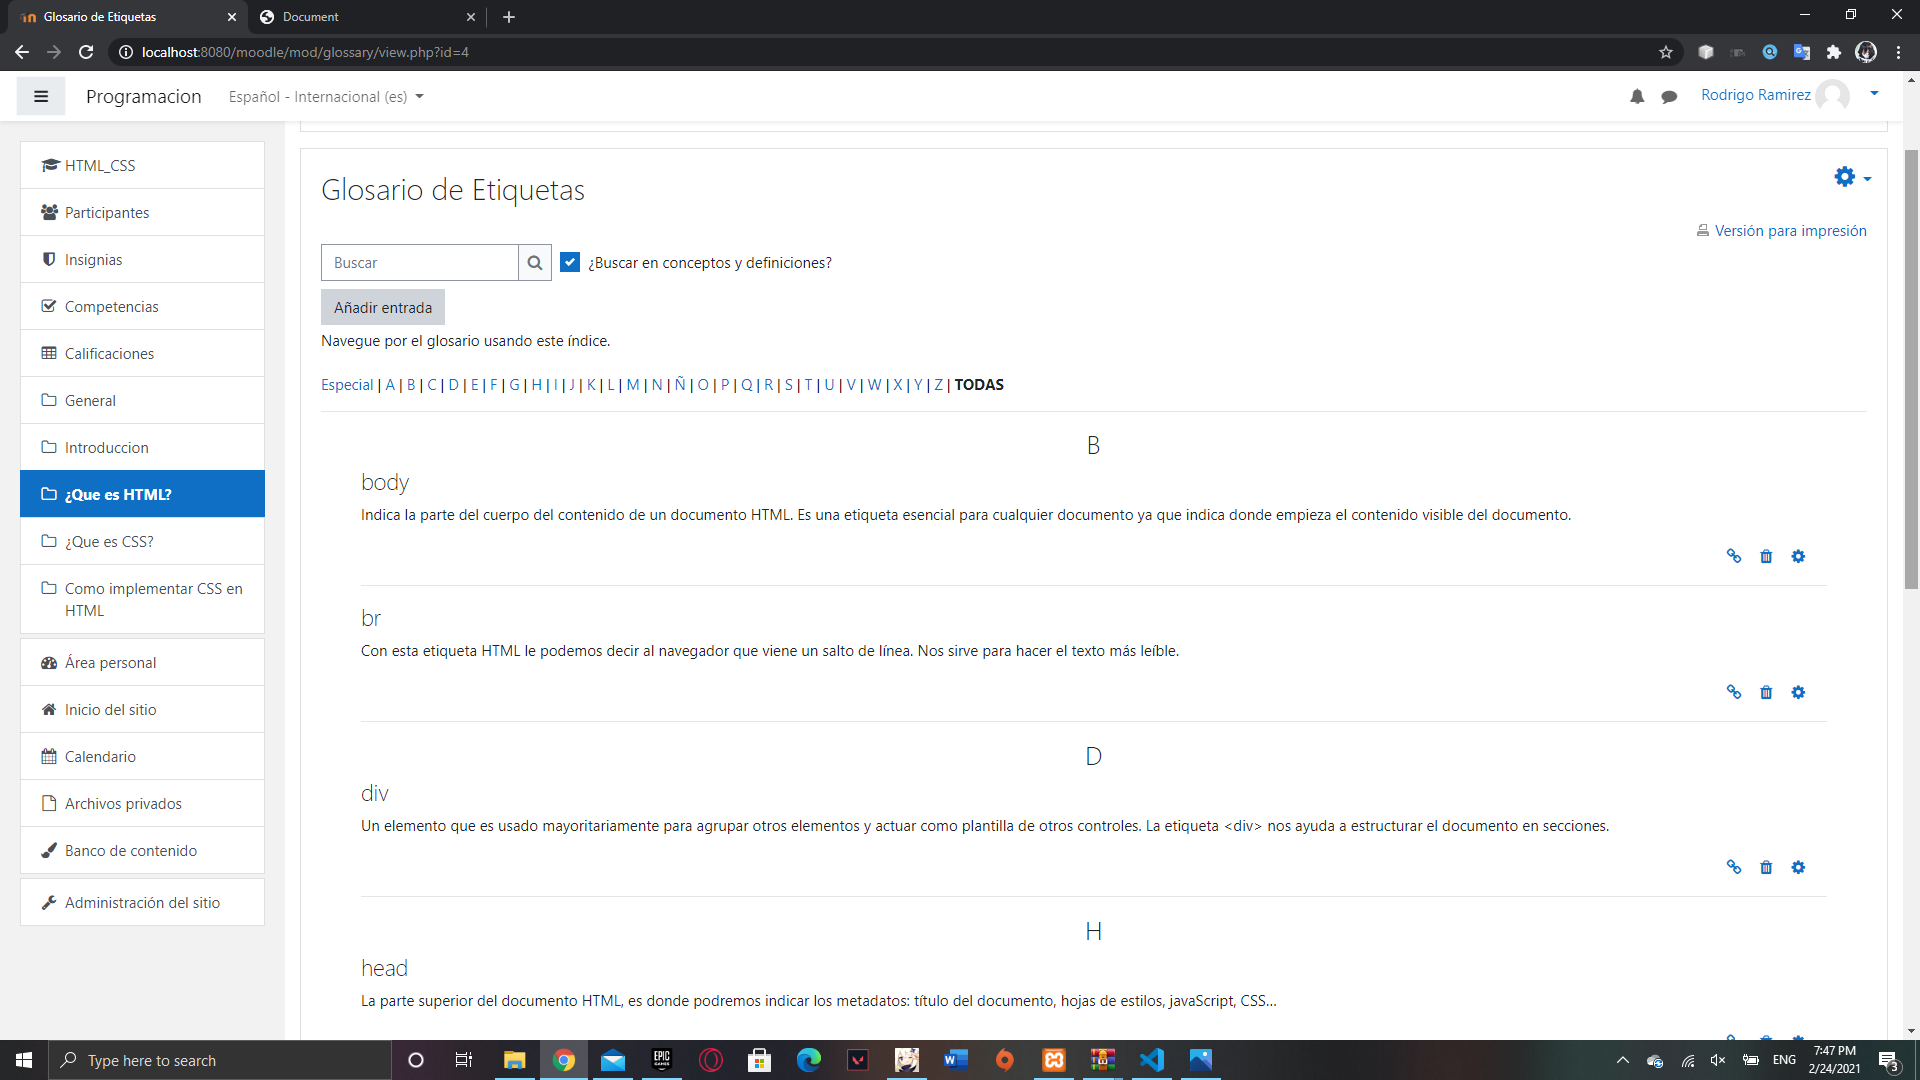 Glosario de Etiquetas
Document
localhost:8080/moodle/mod/glossary/view.php?id=4
Programacion
Español - Internacional (es)
Rodrigo Ramirez
HTML_CSS
Participantes
Insignias
Competencias
Calificaciones
General
Introduccion
¿Que es HTML?
¿Que es CSS?
Como implementar CSS en
HTML
Área personal
Inicio del sitio
Calendario
Archivos privados
Banco de contenido
Administración del sitio
Glosario de Etiquetas
Versión para impresión
Buscar
¿Buscar en conceptos y definiciones?
Añadir entrada
Navegue por el glosario usando este índice.
Especial | A | B | C | D | E | F | G | H | I | J | K | L | M | N | Ñ | O | P | Q | R | S | T | U | V | W | X | Y | Z | TODAS
B
body
Indica la parte del cuerpo del contenido de un documento HTML. Es una etiqueta esencial para cualquier documento ya que indica donde empieza el contenido visible del documento.
br
Con esta etiqueta HTML le podemos decir al navegador que viene un salto de línea. Nos sirve para hacer el texto más leíble.
D
div
Un elemento que es usado mayoritariamente para agrupar otros elementos y actuar como plantilla de otros controles. La etiqueta <div> nos ayuda a estructurar el documento en secciones.
H
head
La parte superior del documento HTML, es donde podremos indicar los metadatos: título del documento, hojas de estilos, javaScript, CSS...
Type here to search
EPIC
GAMES
ENG
7:47 PM
2/24/2021
3